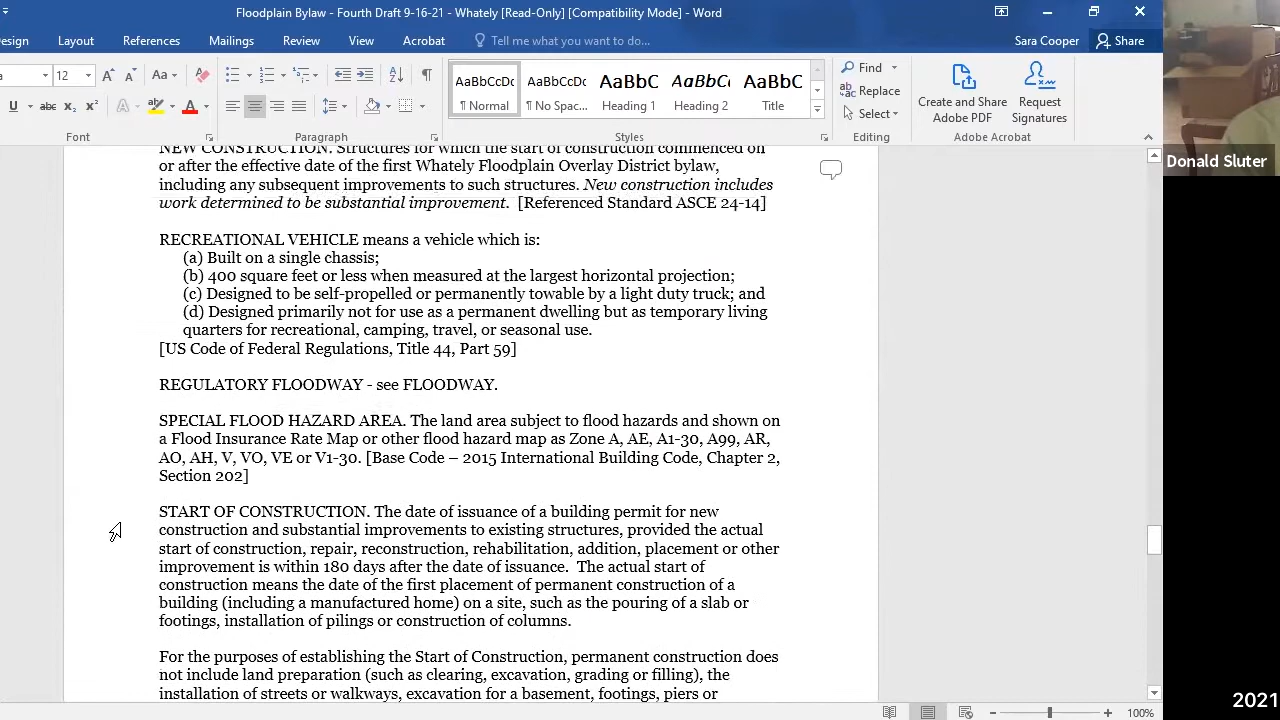 Floodplain Bylaw - Fourth Draft 9-16-21 - Whately [Read-Only] [Compatibility Mode] - Word
esign Layout References Mailings Review View Acrobat Tell me what you want to do... Sara Cooper Share
a 12 Aa
U abc X₂ X² A A
AaBbCcDc AaBbCcDc AaBbC AaBbCc AaBbC
¶ Normal ¶ No Spac... Heading 1 Heading 2 Title
Find
Replace
Select
Create and Share Adobe PDF
Request Signatures
Font Paragraph Styles Editing Adobe Acrobat
NEW CONSTRUCTION. Structures for which the start of construction commenced on
or after the effective date of the first Whately Floodplain Overlay District bylaw,
including any subsequent improvements to such structures. New construction includes
work determined to be substantial improvement. [Referenced Standard ASCE 24-14]
RECREATIONAL VEHICLE means a vehicle which is:
(a) Built on a single chassis;
(b) 400 square feet or less when measured at the largest horizontal projection;
(c) Designed to be self-propelled or permanently towable by a light duty truck; and
(d) Designed primarily not for use as a permanent dwelling but as temporary living
quarters for recreational, camping, travel, or seasonal use.
[US Code of Federal Regulations, Title 44, Part 59]
REGULATORY FLOODWAY - see FLOODWAY.
SPECIAL FLOOD HAZARD AREA. The land area subject to flood hazards and shown on
a Flood Insurance Rate Map or other flood hazard map as Zone A, AE, A1-30, A99, AR,
AO, AH, V, VO, VE or V1-30. [Base Code – 2015 International Building Code, Chapter 2,
Section 202]
START OF CONSTRUCTION. The date of issuance of a building permit for new
construction and substantial improvements to existing structures, provided the actual
start of construction, repair, reconstruction, rehabilitation, addition, placement or other
improvement is within 180 days after the date of issuance. The actual start of
construction means the date of the first placement of permanent construction of a
building (including a manufactured home) on a site, such as the pouring of a slab or
footings, installation of pilings or construction of columns.
For the purposes of establishing the Start of Construction, permanent construction does
not include land preparation (such as clearing, excavation, grading or filling), the
installation of streets or walkways, excavation for a basement, footings, piers or
100%
Donald Sluter
2021